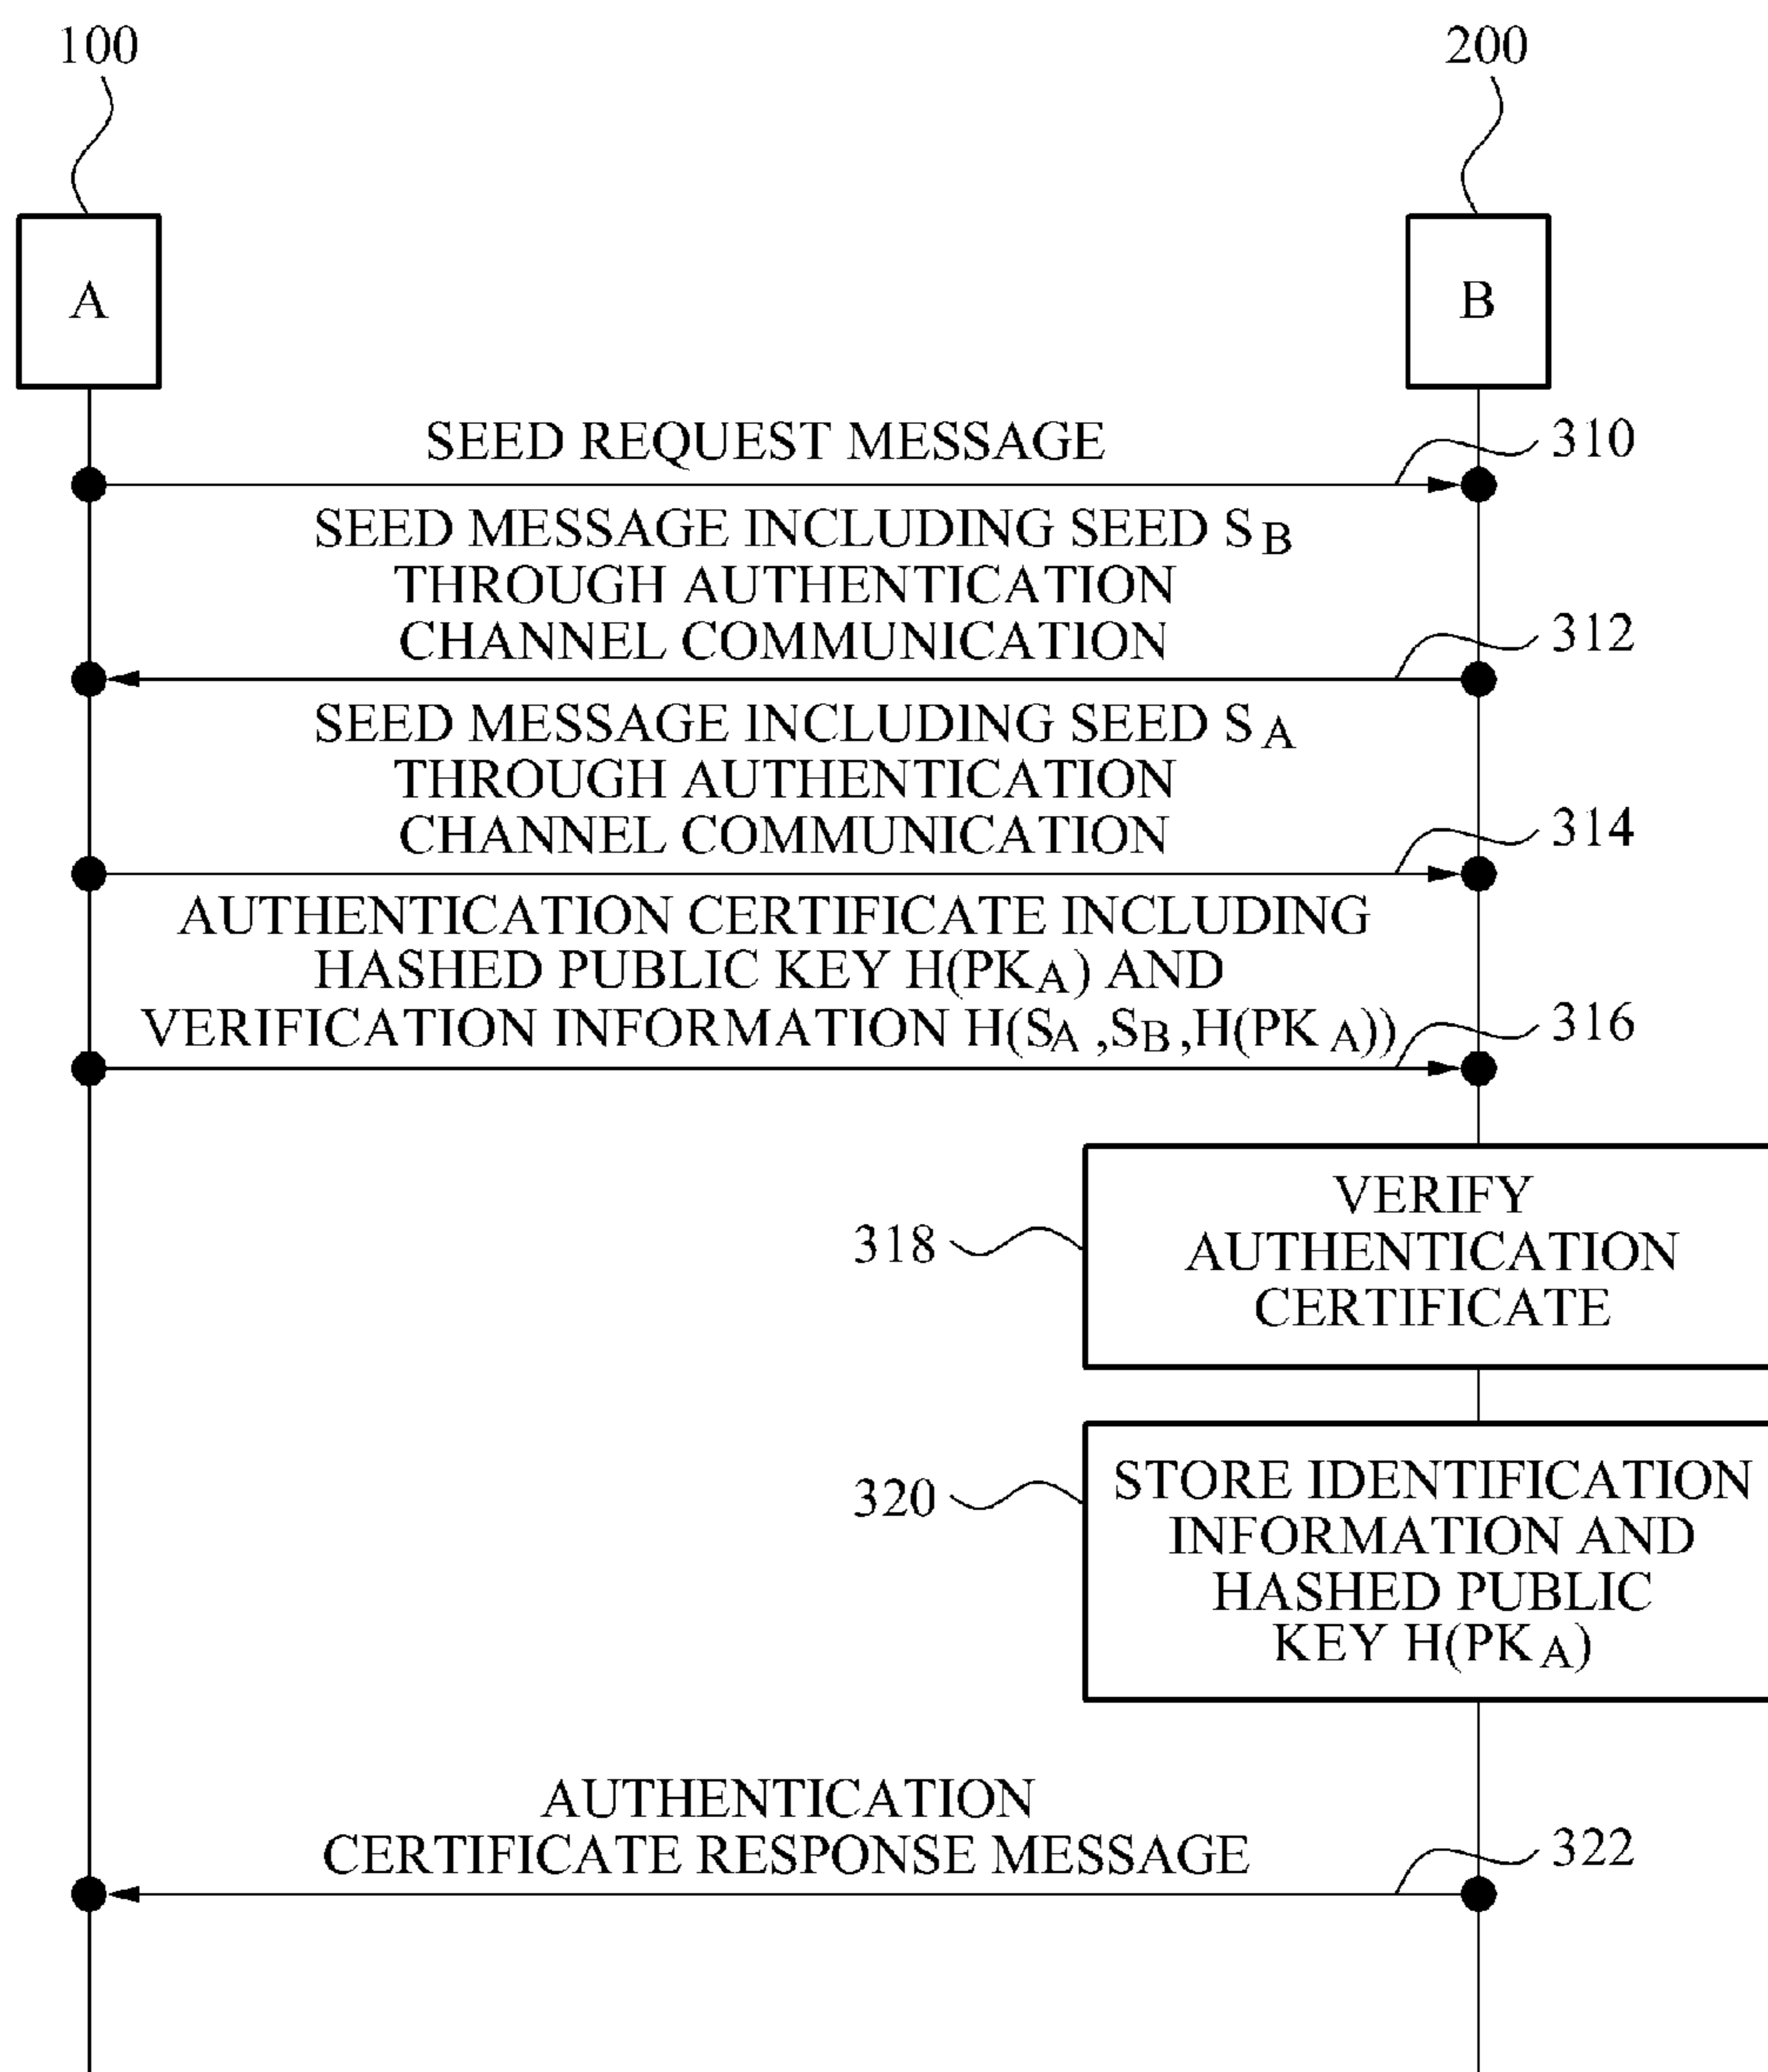 100
200
A
B
SEED REQUEST MESSAGE
310
SEED MESSAGE INCLUDING SEED S B
THROUGH AUTHENTICATION
CHANNEL COMMUNICATION
312
SEED MESSAGE INCLUDING SEED S A
THROUGH AUTHENTICATION
CHANNEL COMMUNICATION
314
AUTHENTICATION CERTIFICATE INCLUDING
HASHED PUBLIC KEY H(PKA) AND
VERIFICATION INFORMATION H(SA ,SB ,H(PK A))
316
318
VERIFY
AUTHENTICATION
CERTIFICATE
320
STORE IDENTIFICATION
INFORMATION AND
HASHED PUBLIC
KEY H(PK A)
AUTHENTICATION
CERTIFICATE RESPONSE MESSAGE
322